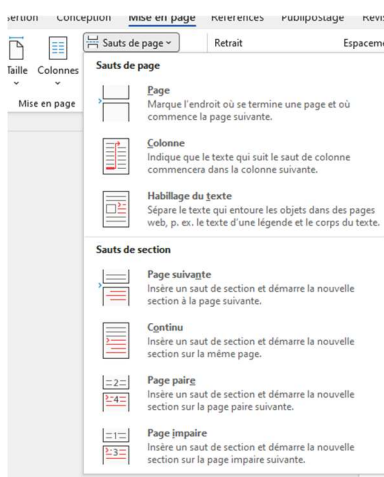 Mise en page
Sauts de page
Retrait
Taille
Colonnes
Mise en page
Sauts de page
Page
Marque l'endroit où se termine une page et où
commence la page suivante.
Colonne
Indique que le texte qui suit le saut de colonne
commencera dans la colonne suivante.
Habillage du texte
Sépare le texte qui entoure les objets dans des pages
web, p. ex. le texte d'une légende et le corps du texte.
Sauts de section
Page suivante
Insère un saut de section et démarre la nouvelle
section à la page suivante.
Continu
Insère un saut de section et démarre la nouvelle
section sur la même page.
=2=
=4=
Page paire
Insère un saut de section et démarre la nouvelle
section sur la page paire suivante.
=1=
=3=
Page impaire
Insère un saut de section et démarre la nouvelle
section sur la page impaire suivante.